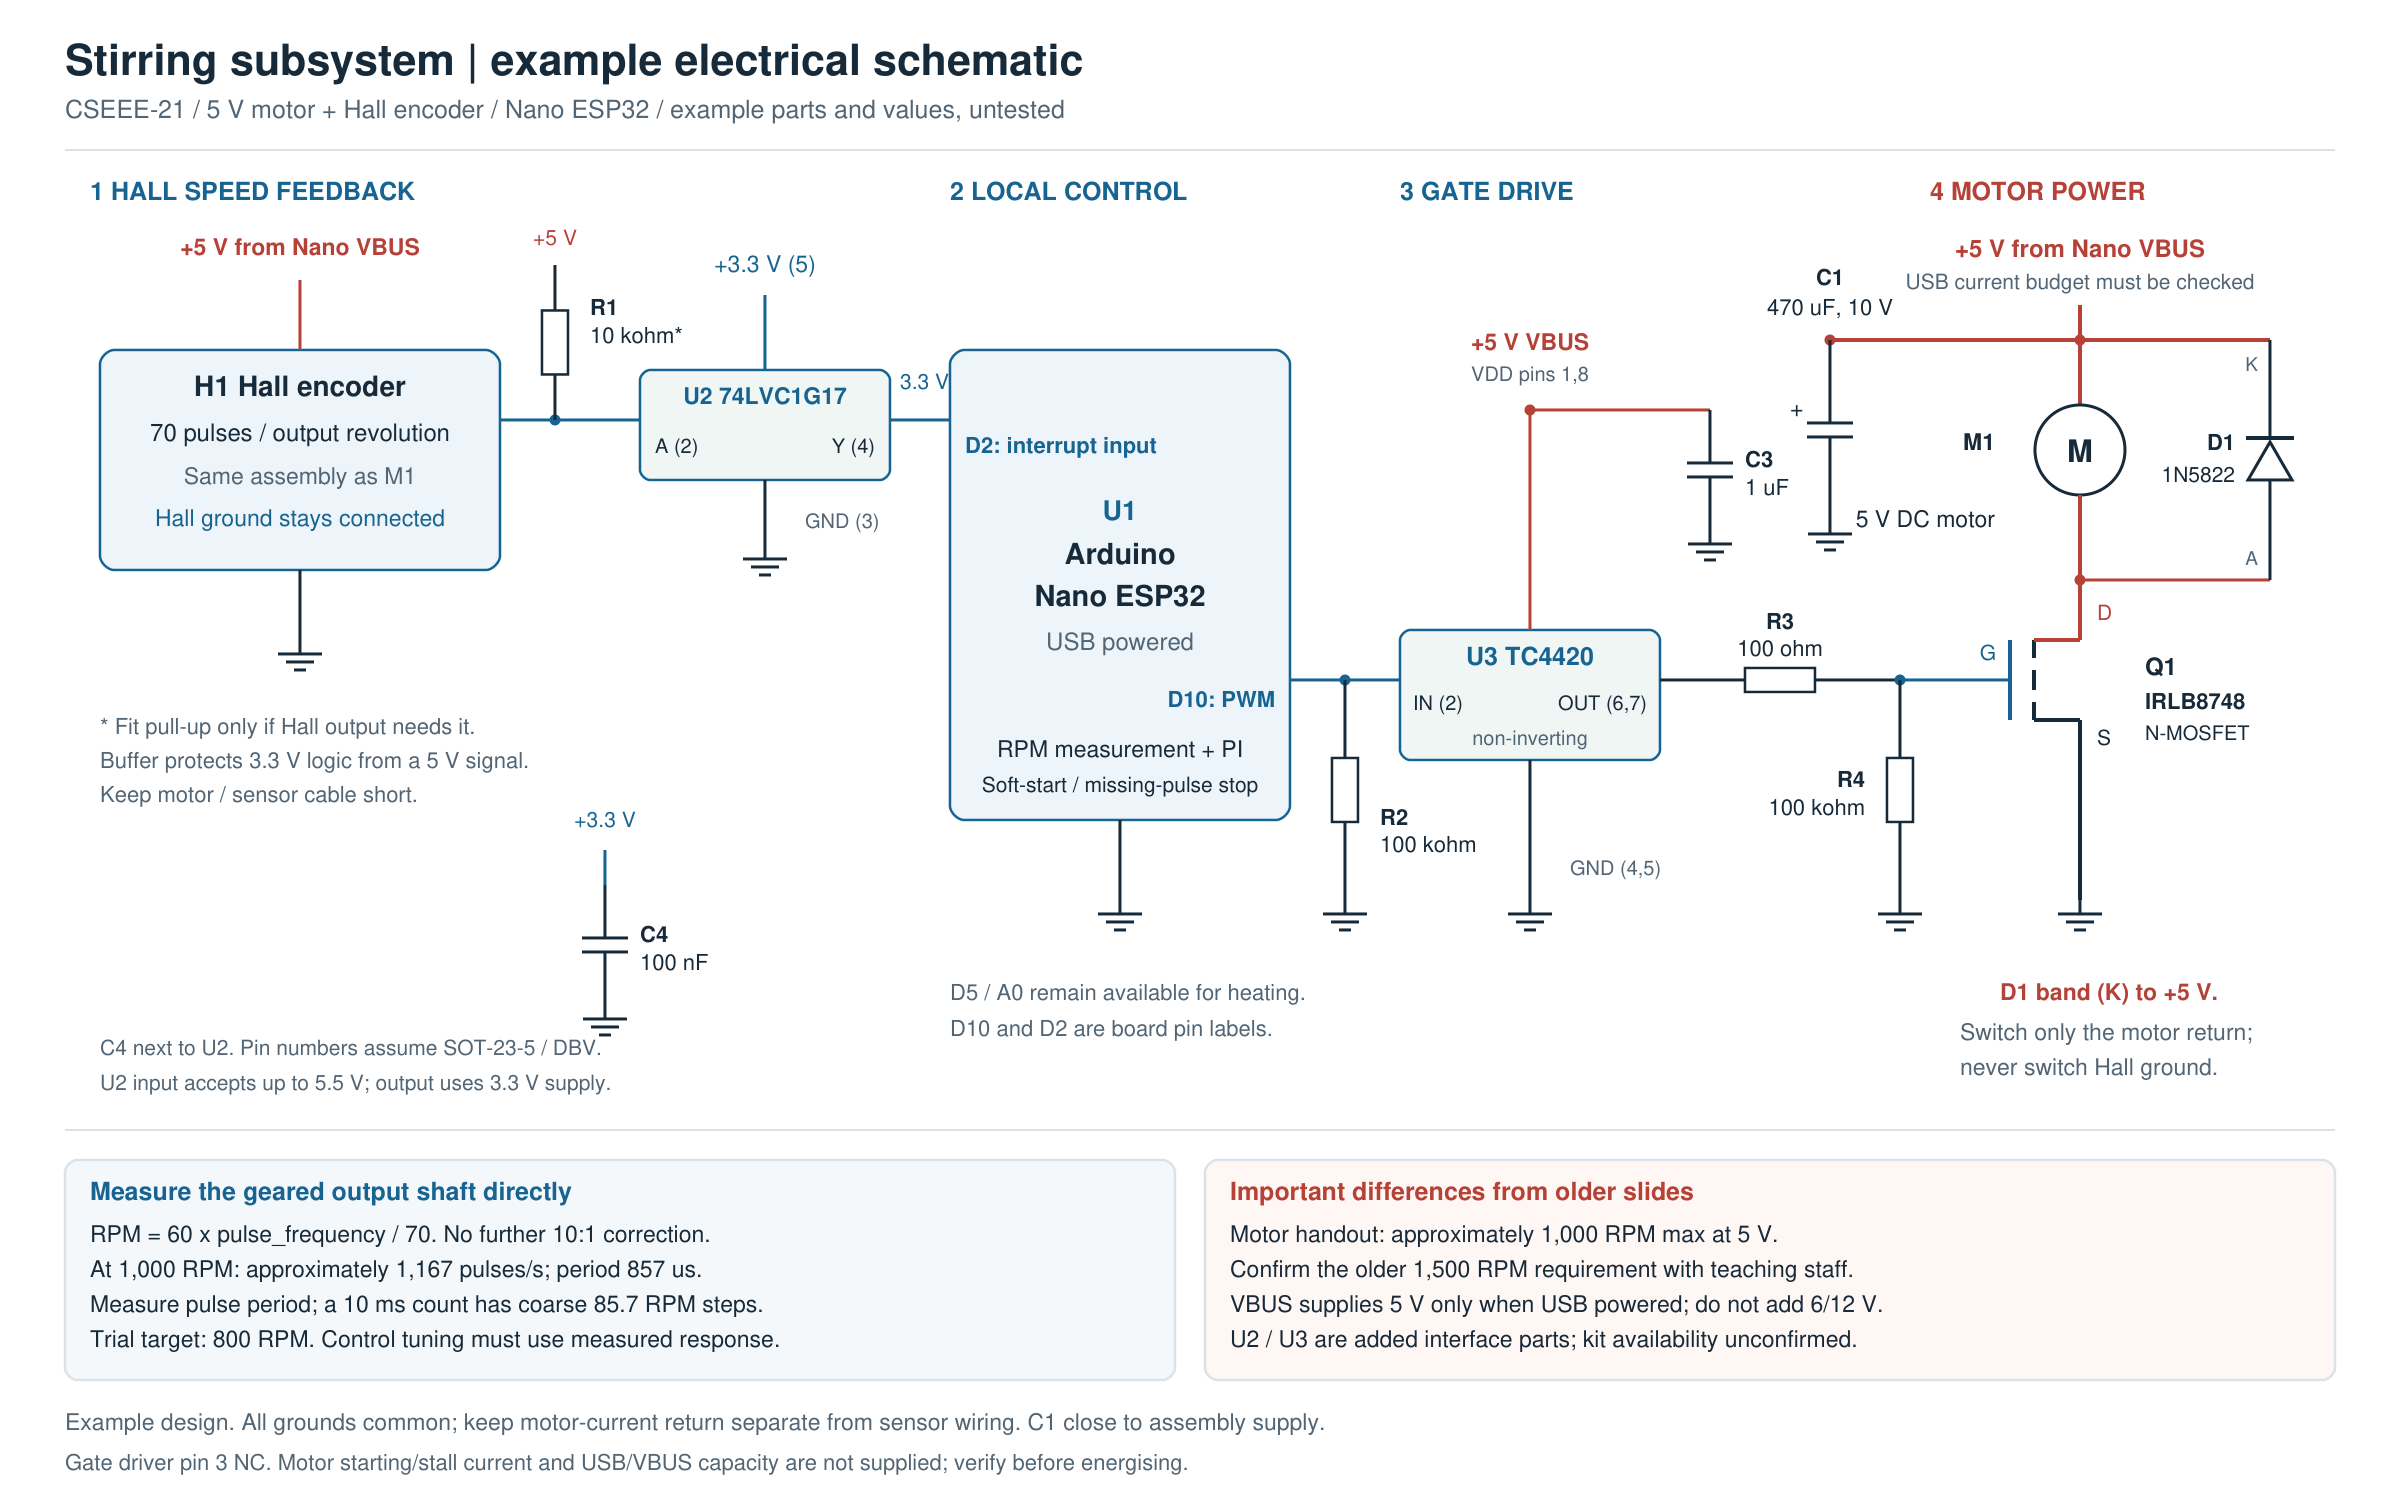 Stirring subsystem | example electrical schematic
CSEEE-21 / 5 V motor + Hall encoder / Nano ESP32 / example parts and values, untested
1 HALL SPEED FEEDBACK
+5 V from Nano VBUS
+5 V
R1
10 kohm*
+3.3 V (5)
H1 Hall encoder
70 pulses / output revolution
Same assembly as M1
Hall ground stays connected
U2 74LVC1G17
A (2)
Y (4)
3.3 V
GND (3)
* Fit pull-up only if Hall output needs it.
Buffer protects 3.3 V logic from a 5 V signal.
Keep motor / sensor cable short.
+3.3 V
C4
100 nF
C4 next to U2. Pin numbers assume SOT-23-5 / DBV.
U2 input accepts up to 5.5 V; output uses 3.3 V supply.
2 LOCAL CONTROL
D2: interrupt input
U1
Arduino
Nano ESP32
USB powered
D10: PWM
RPM measurement + PI
Soft-start / missing-pulse stop
D5 / A0 remain available for heating.
D10 and D2 are board pin labels.
3 GATE DRIVE
+5 V VBUS
VDD pins 1,8
C3
1 uF
U3 TC4420
IN (2)
OUT (6,7)
non-inverting
R2
100 kohm
GND (4,5)
R3
100 ohm
R4
100 kohm
4 MOTOR POWER
+5 V from Nano VBUS
USB current budget must be checked
C1
470 uF, 10 V
+
M1
M
5 V DC motor
K
D1
1N5822
A
D
G
S
Q1
IRLB8748
N-MOSFET
D1 band (K) to +5 V.
Switch only the motor return;
never switch Hall ground.
Measure the geared output shaft directly
RPM = 60 x pulse_frequency / 70. No further 10:1 correction.
At 1,000 RPM: approximately 1,167 pulses/s; period 857 us.
Measure pulse period; a 10 ms count has coarse 85.7 RPM steps.
Trial target: 800 RPM. Control tuning must use measured response.
Important differences from older slides
Motor handout: approximately 1,000 RPM max at 5 V.
Confirm the older 1,500 RPM requirement with teaching staff.
VBUS supplies 5 V only when USB powered; do not add 6/12 V.
U2 / U3 are added interface parts; kit availability unconfirmed.
Example design. All grounds common; keep motor-current return separate from sensor wiring. C1 close to assembly supply.
Gate driver pin 3 NC. Motor starting/stall current and USB/VBUS capacity are not supplied; verify before energising.